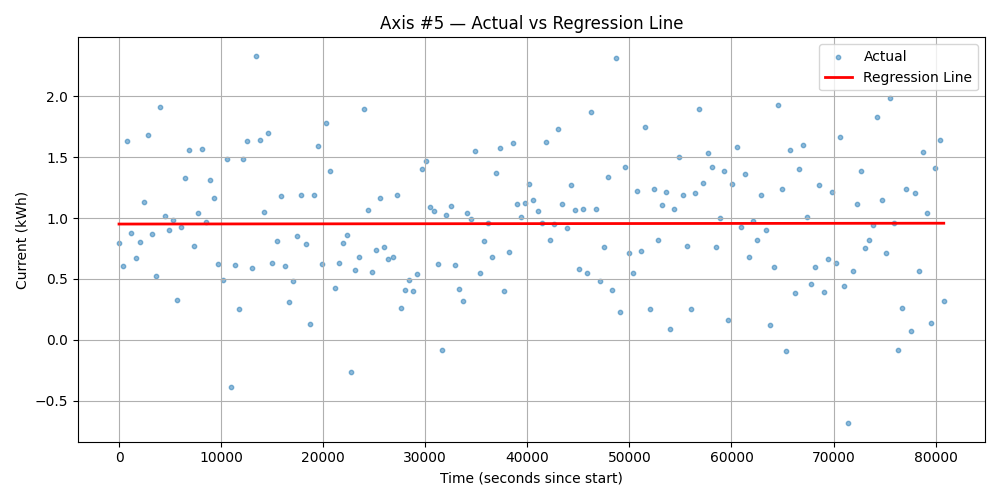 Axis #5 — Actual vs Regression Line
Actual
Regression Line
Current (kWh)
2.0
1.5
1.0
0.5
0.0
−0.5
0 10000 20000 30000 40000 50000 60000 70000 80000
Time (seconds since start)